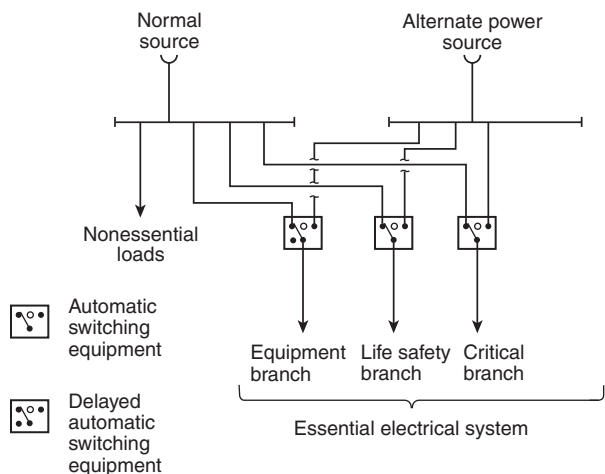 Normal
source
Alternate power
source
Nonessential
loads
Automatic
switching
equipment
Delayed
automatic
switching
equipment
Equipment
branch
Life safety
branch
Critical
branch
Essential electrical system